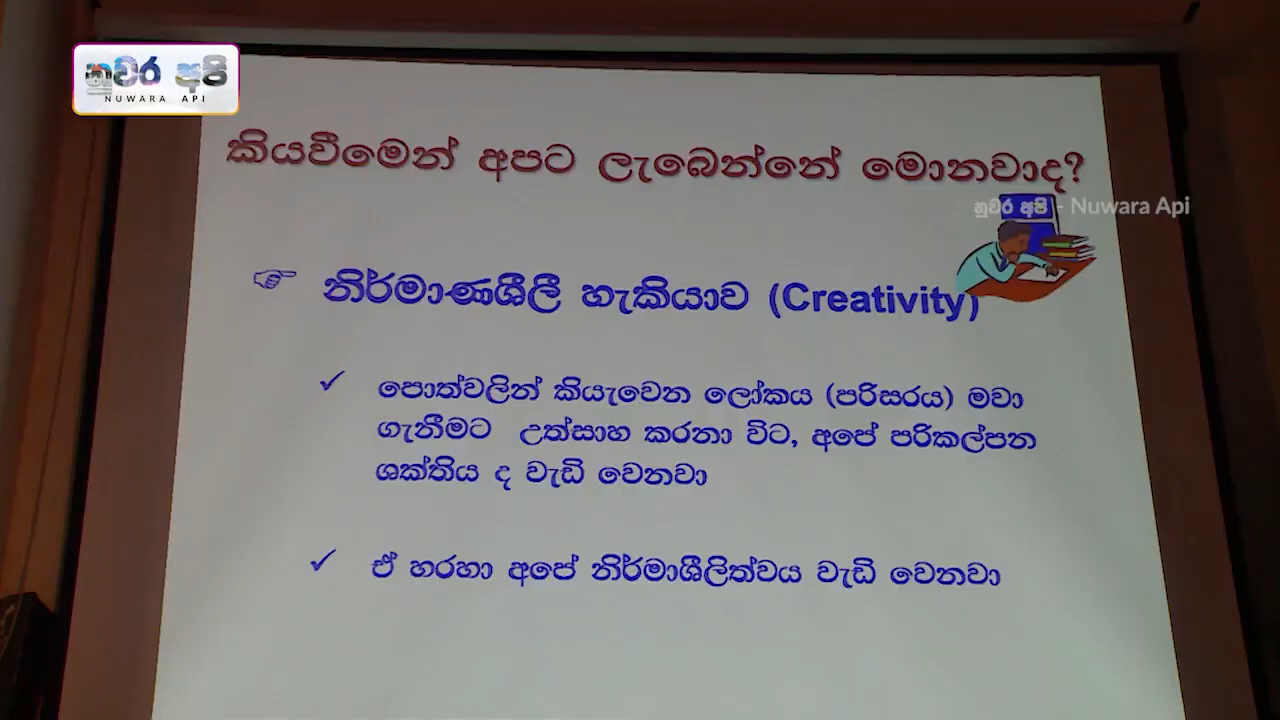 නුවර අපි
NUWARA API
කියවීමෙන් අපට ලැබෙන්නේ මොනවාද?
නුවර අපි - Nuwara Api
නිර්මාණශීලී හැකියාව (Creativity)
✓ පොත්වලින් කියැවෙන ලෝකය (පරිසරය) මවා
ගැනීමට උත්සාහ කරනා විට, අපේ පරිකල්පන
ශක්තිය ද වැඩි වෙනවා
✓ ඒ හරහා අපේ නිර්මාශීලිත්වය වැඩි වෙනවා